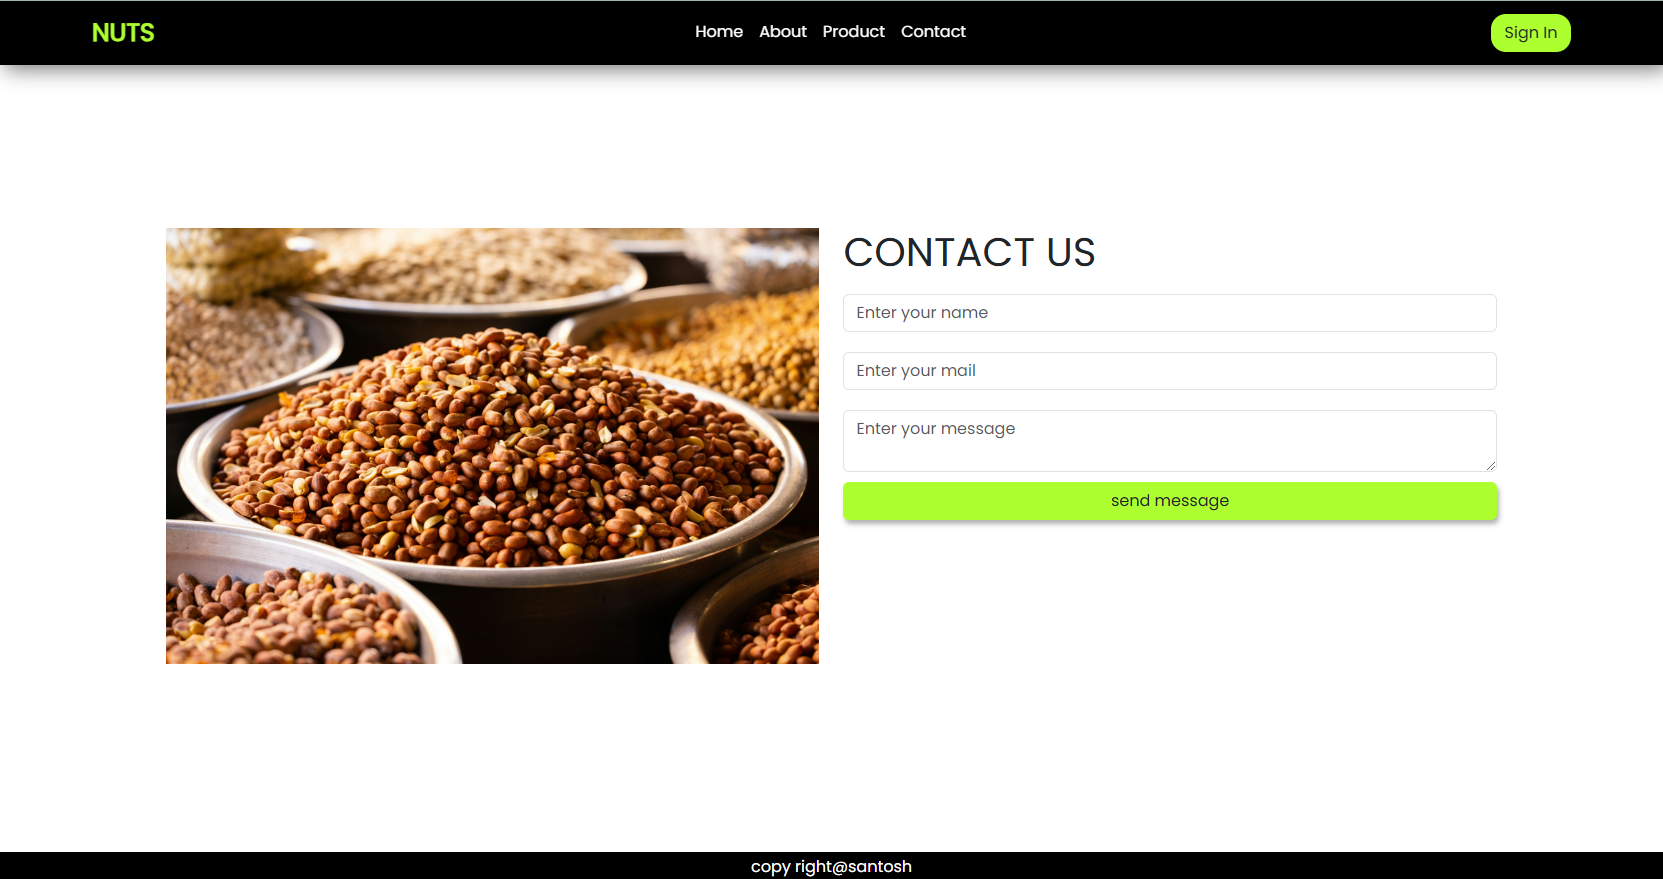 NUTS
Home About Product Contact
Sign In
CONTACT US
Enter your name
Enter your mail
Enter your message
send message
copy right@santosh